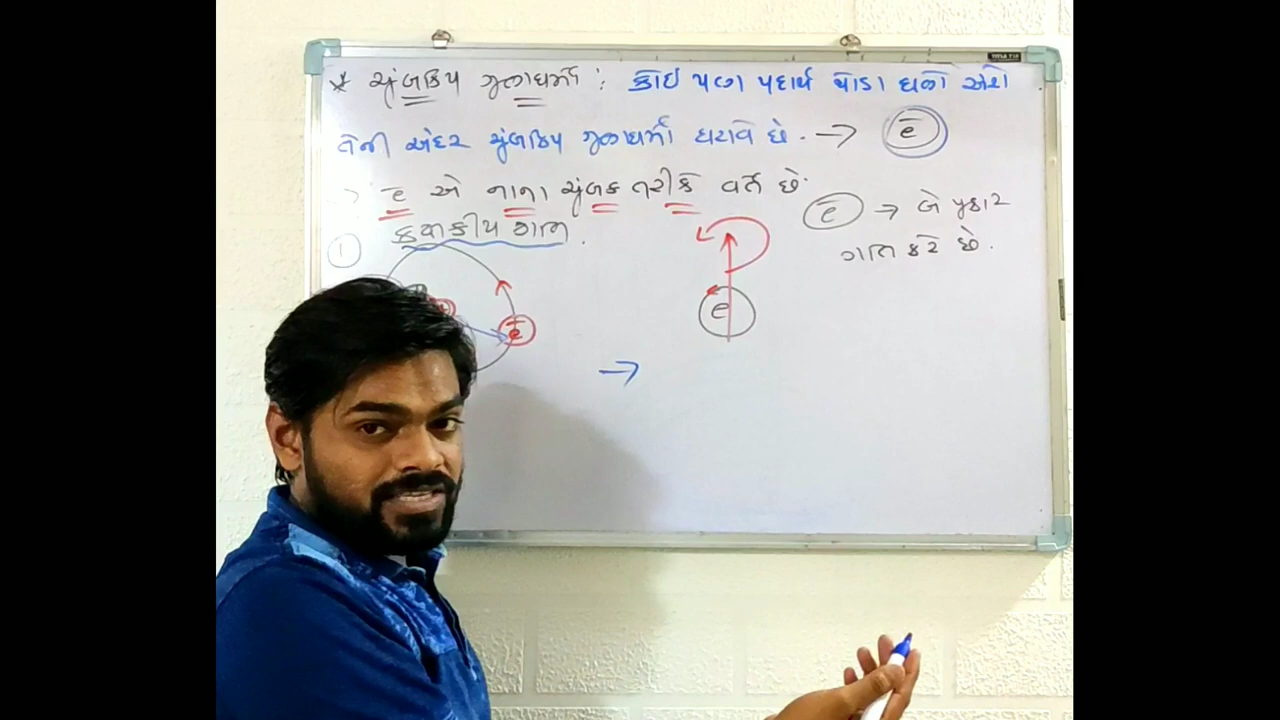 * ચુંબકિય ગુણધર્મો : કોઇ પણ પદાર્થ થોડા ઘણો અંશે
તેની અંદર ચુંબકિય ગુણધર્મો ધરાવે છે. → e̅
→ e̅ એ નાના ચુંબક તરીકે વર્તે છે.
e̅ → બે પ્રકારે
ગતિ કરે છે.
① કક્ષાકીય ગતિ.
e̅
e
→